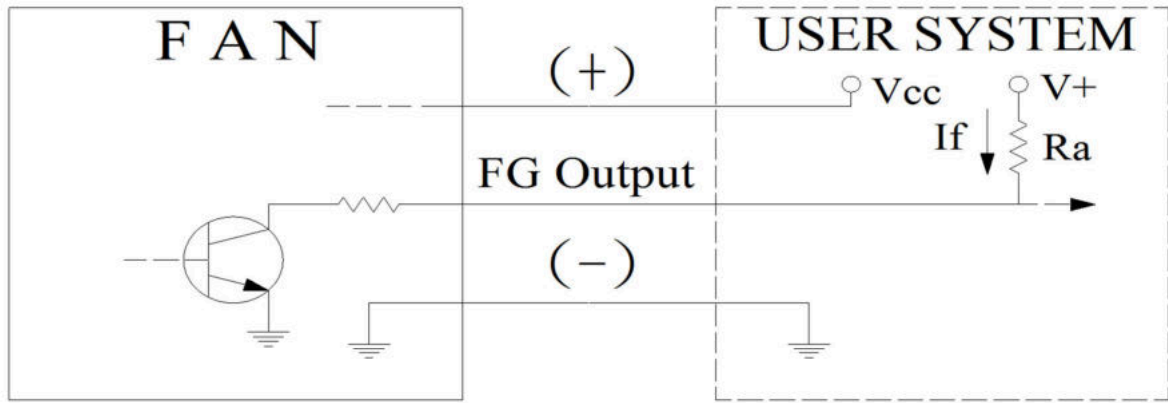 F A N
USER SYSTEM
(+)
Vcc
V+
If
Ra
FG Output
(-)